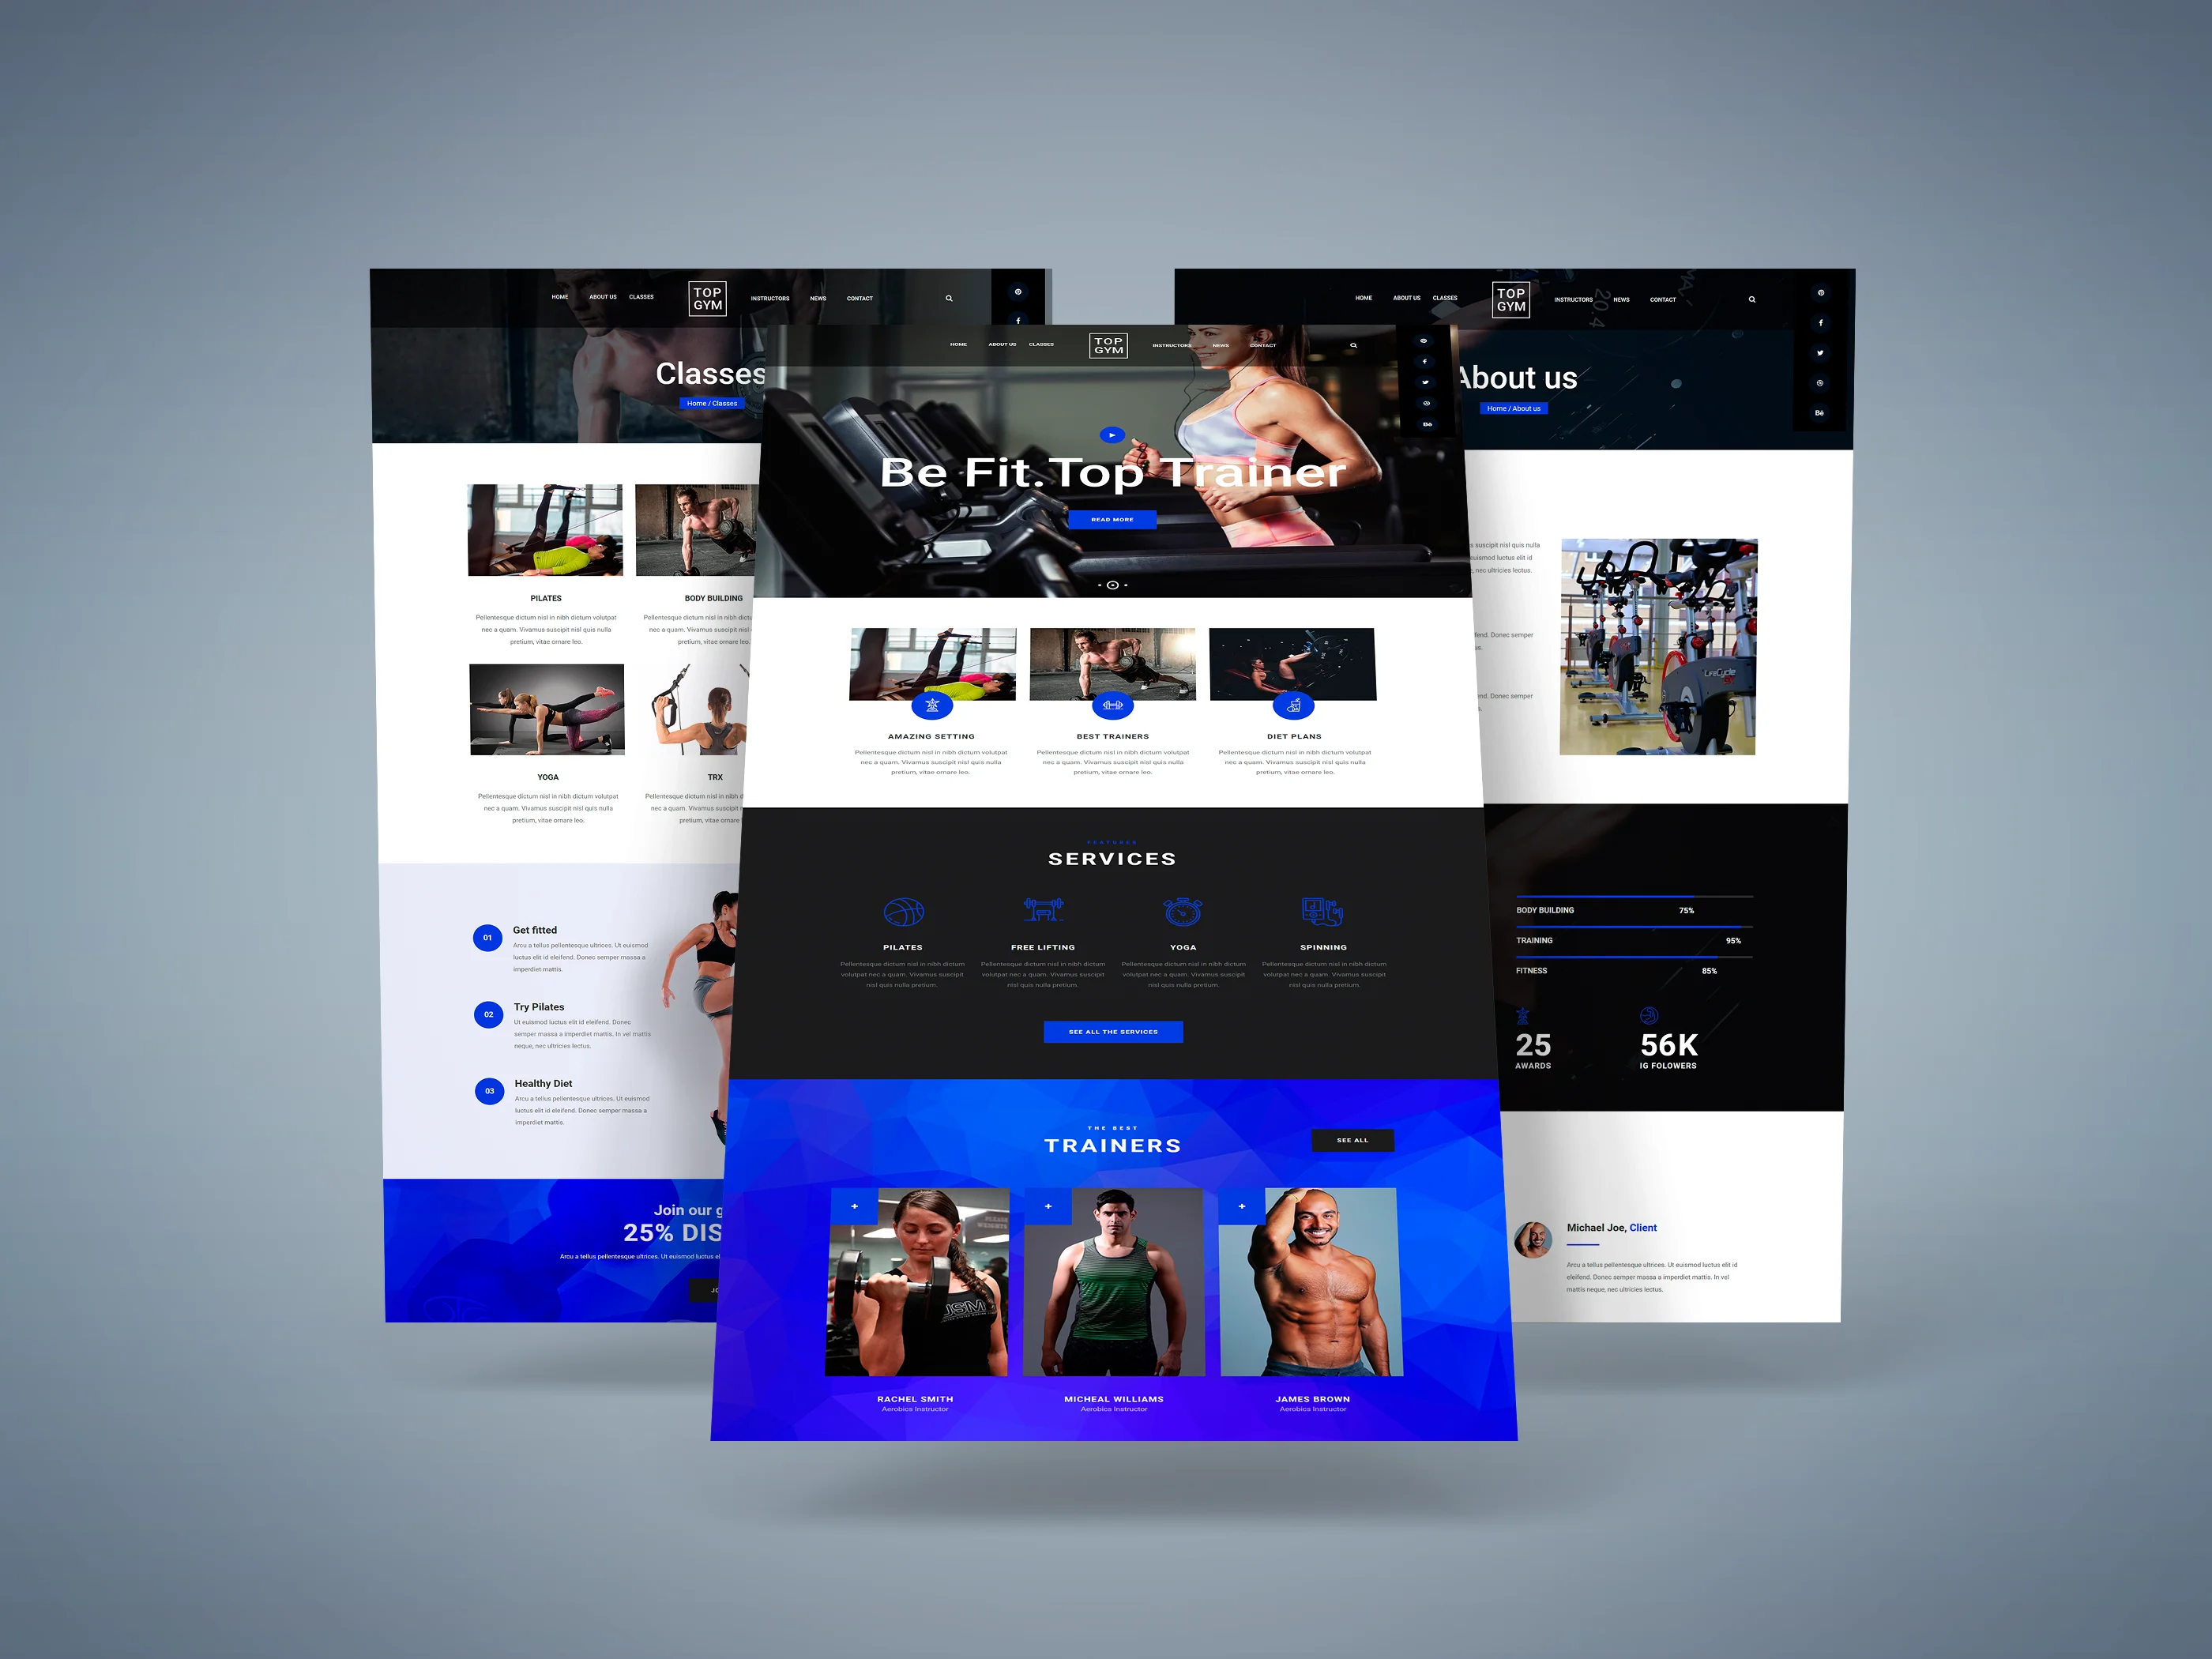 HOME
ABOUT US
CLASSES
TOP
GYM
INSTRUCTORS
NEWS
CONTACT
Classes
Home / Classes
PILATES
Pellentesque dictum nisl in nibh dictum volutpat
nec a quam. Vivamus suscipit nisl quis nulla
pretium, vitae ornare leo.
BODY BUILDING
Pellentesque dictum nisl in nibh
nec a quam. Vivamus suscipit nisl
pretium, vitae ornare leo.
YOGA
Pellentesque dictum nisl in nibh dictum volutpat
nec a quam. Vivamus suscipit nisl quis nulla
pretium, vitae ornare leo.
TRX
Pellentesque dictum nisl in nibh
nec a quam. Vivamus suscipit
pretium, vitae ornare
01
Get fitted
Arcu a tellus pellentesque ultrices. Ut euismod
luctus elit id eleifend. Donec semper massa a
imperdiet mattis.
02
Try Pilates
Ut euismod luctus elit id eleifend. Donec
semper massa a imperdiet mattis. In vel mattis
neque, nec ultricies lectus.
03
Healthy Diet
Arcu a tellus pellentesque ultrices. Ut euismod
luctus elit id eleifend. Donec semper massa a
imperdiet mattis.
Join our g
25% DIS
Arcu a tellus pellentesque ultrices. Ut euismod luctus el
HOME
ABOUT US
CLASSES
TOP
GYM
INSTRUCTORS
NEWS
CONTACT
Bē
Be Fit.Top Trainer
READ MORE
AMAZING SETTING
Pellentesque dictum nisl in nibh dictum volutpat
nec a quam. Vivamus suscipit nisl quis nulla
pretium, vitae ornare leo.
BEST TRAINERS
Pellentesque dictum nisl in nibh dictum volutpat
nec a quam. Vivamus suscipit nisl quis nulla
pretium, vitae ornare leo.
DIET PLANS
Pellentesque dictum nisl in nibh dictum volutpat
nec a quam. Vivamus suscipit nisl quis nulla
pretium, vitae ornare leo.
FEATURES
SERVICES
PILATES
Pellentesque dictum nisl in nibh dictum
volutpat nec a quam. Vivamus suscipit
nisl quis nulla pretium.
FREE LIFTING
Pellentesque dictum nisl in nibh dictum
volutpat nec a quam. Vivamus suscipit
nisl quis nulla pretium.
YOGA
Pellentesque dictum nisl in nibh dictum
volutpat nec a quam. Vivamus suscipit
nisl quis nulla pretium.
SPINNING
Pellentesque dictum nisl in nibh dictum
volutpat nec a quam. Vivamus suscipit
nisl quis nulla pretium.
SEE ALL THE SERVICES
THE BEST
TRAINERS
SEE ALL
JSM
RACHEL SMITH
Aerobics Instructor
MICHEAL WILLIAMS
Aerobics Instructor
JAMES BROWN
Aerobics Instructor
HOME
ABOUT US
CLASSES
TOP
GYM
INSTRUCTORS
NEWS
CONTACT
Bē
20.4
About us
Home / About us
suscipit nisl quis nulla
euismod luctus elit id
nec ultricies lectus.
Donec semper
Donec semper
LifeCycle
BODY BUILDING
75%
TRAINING
95%
FITNESS
85%
25
AWARDS
56K
IG FOLOWERS
Michael Joe, Client
Arcu a tellus pellentesque ultrices. Ut euismod luctus elit id
eleifend. Donec semper massa a imperdiet mattis. In vel
mattis neque, nec ultricies lectus.